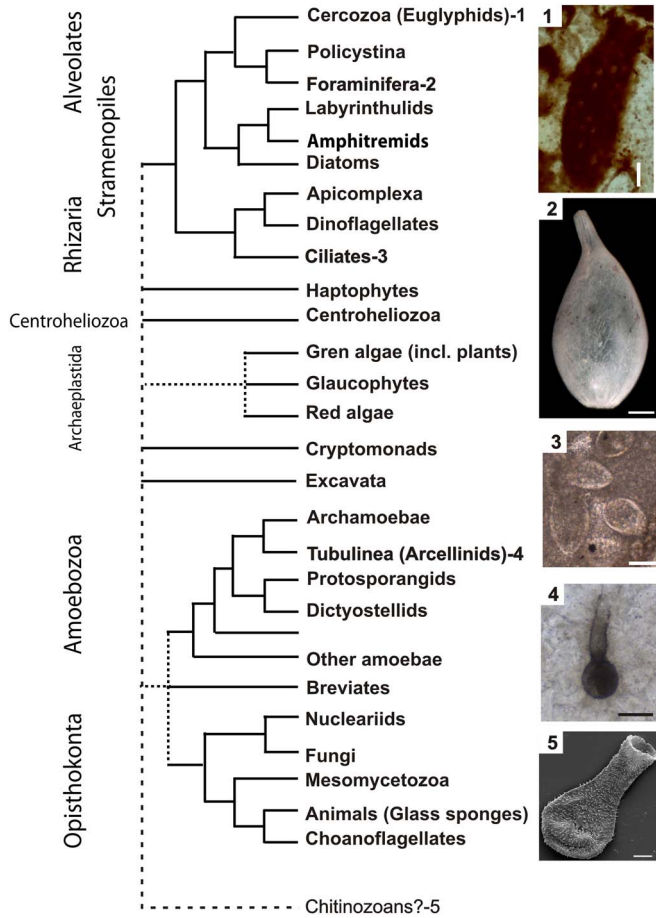 Alveolates
Stramenopiles
Rhizaria
Centroheliozoa
Archaeplastida
Amoebozoa
Opisthokonta
Cercozoa (Euglyphids)-1
Policystina
Foraminifera-2
Labyrinthulids
Amphitremids
Diatoms
Apicomplexa
Dinoflagellates
Ciliates-3
Haptophytes
Centroheliozoa
Gren algae (incl. plants)
Glaucophytes
Red algae
Cryptomonads
Excavata
Archamoebae
Tubulinea (Arcellinids)-4
Protosporangids
Dictyostellids
Other amoebae
Breviates
Nucleariids
Fungi
Mesomycetozoa
Animals (Glass sponges)
Choanoflagellates
Chitinozoans?-5
1
2
3
4
5